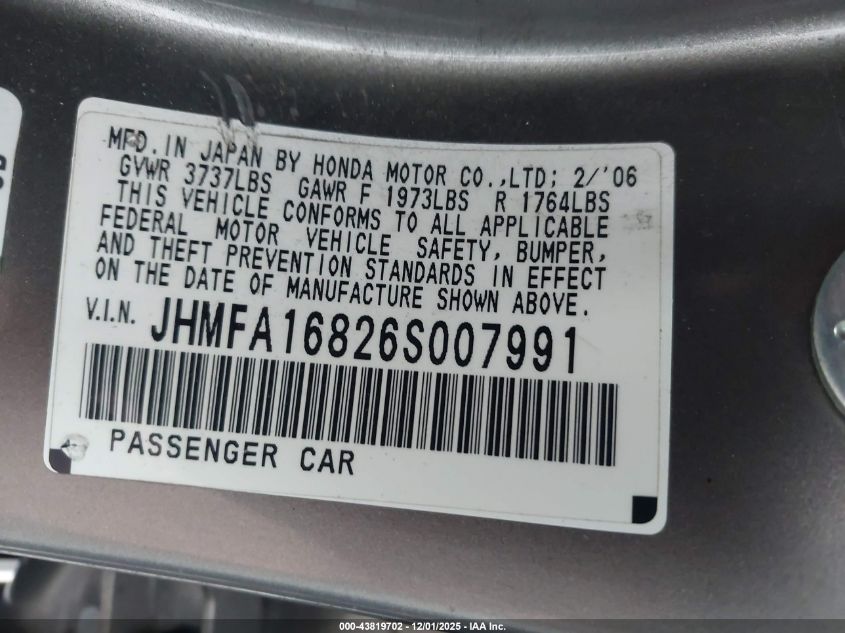 MFD. IN JAPAN BY HONDA MOTOR CO.,LTD; 2/'06
GVWR 3737LBS GAWR F 1973LBS R 1764LBS
THIS VEHICLE CONFORMS TO ALL APPLICABLE
FEDERAL MOTOR VEHICLE SAFETY, BUMPER,
AND THEFT PREVENTION STANDARDS IN EFFECT
ON THE DATE OF MANUFACTURE SHOWN ABOVE.
V.I.N. JHMFA16826S007991
PASSENGER CAR
000-43819702 - 12/01/2025 - IAA Inc.